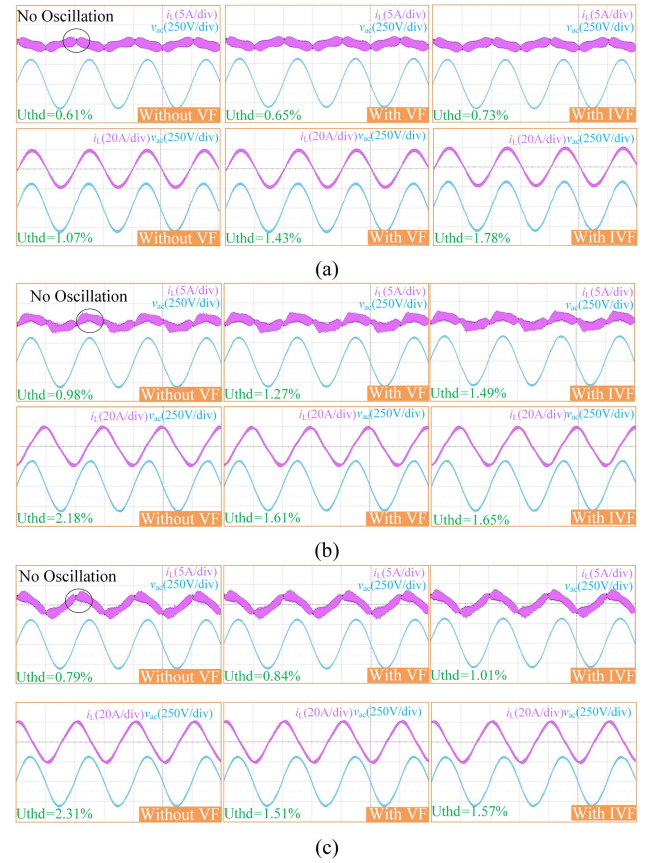 No Oscillation iL(5A/div) iL(5A/div) iL(5A/div)
vac(250V/div) vac(250V/div) vac(250V/div)
Uthd=0.61% Without VF Uthd=0.65% With VF Uthd=0.73% With IVF
iL(20A/div)vac(250V/div) iL(20A/div)vac(250V/div) iL(20A/div)vac(250V/div)
Uthd=1.07% Without VF Uthd=1.43% With VF Uthd=1.78% With IVF
(a)
No Oscillation iL(5A/div) iL(5A/div) iL(5A/div)
vac(250V/div) vac(250V/div) vac(250V/div)
Uthd=0.98% Without VF Uthd=1.27% With VF Uthd=1.49% With IVF
iL(20A/div)vac(250V/div) iL(20A/div)vac(250V/div) iL(20A/div)vac(250V/div)
Uthd=2.18% Without VF Uthd=1.61% With VF Uthd=1.65% With IVF
(b)
No Oscillation iL(5A/div) iL(5A/div) iL(5A/div)
vac(250V/div) vac(250V/div) vac(250V/div)
Uthd=0.79% Without VF Uthd=0.84% With VF Uthd=1.01% With IVF
iL(20A/div)vac(250V/div) iL(20A/div)vac(250V/div) iL(20A/div)vac(250V/div)
Uthd=2.31% Without VF Uthd=1.51% With VF Uthd=1.57% With IVF
(c)